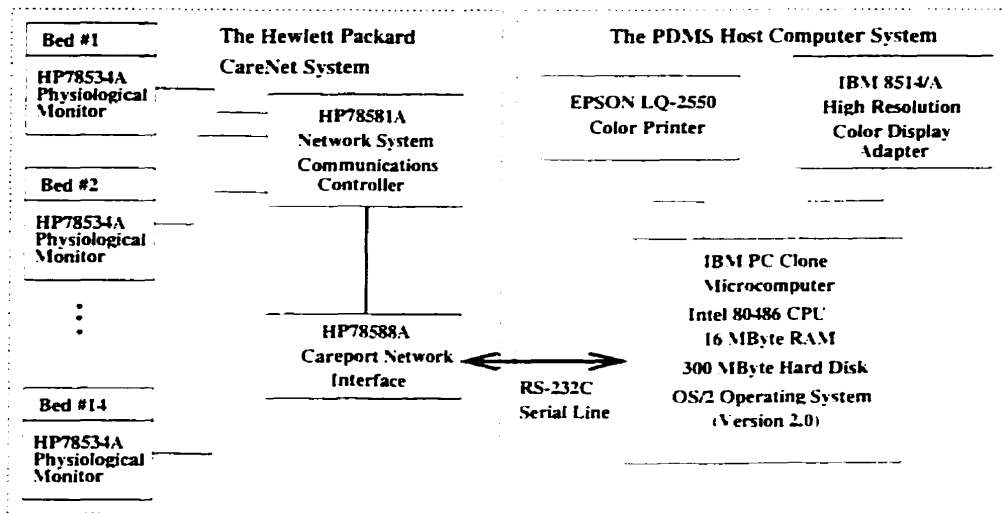 Bed #1
HP78534A
Physiological
Monitor
Bed #2
HP78534A
Physiological
Monitor
Bed #14
HP78534A
Physiological
Monitor
The Hewlett Packard
CareNet System
HP78581A
Network System
Communications
Controller
HP78588A
Careport Network
Interface
RS-232C
Serial Line
The PDMS Host Computer System
EPSON LQ-2550
Color Printer
IBM 8514/A
High Resolution
Color Display
Adapter
IBM PC Clone
Microcomputer
Intel 80486 CPU
16 MByte RAM
300 MByte Hard Disk
OS/2 Operating System
(Version 2.0)